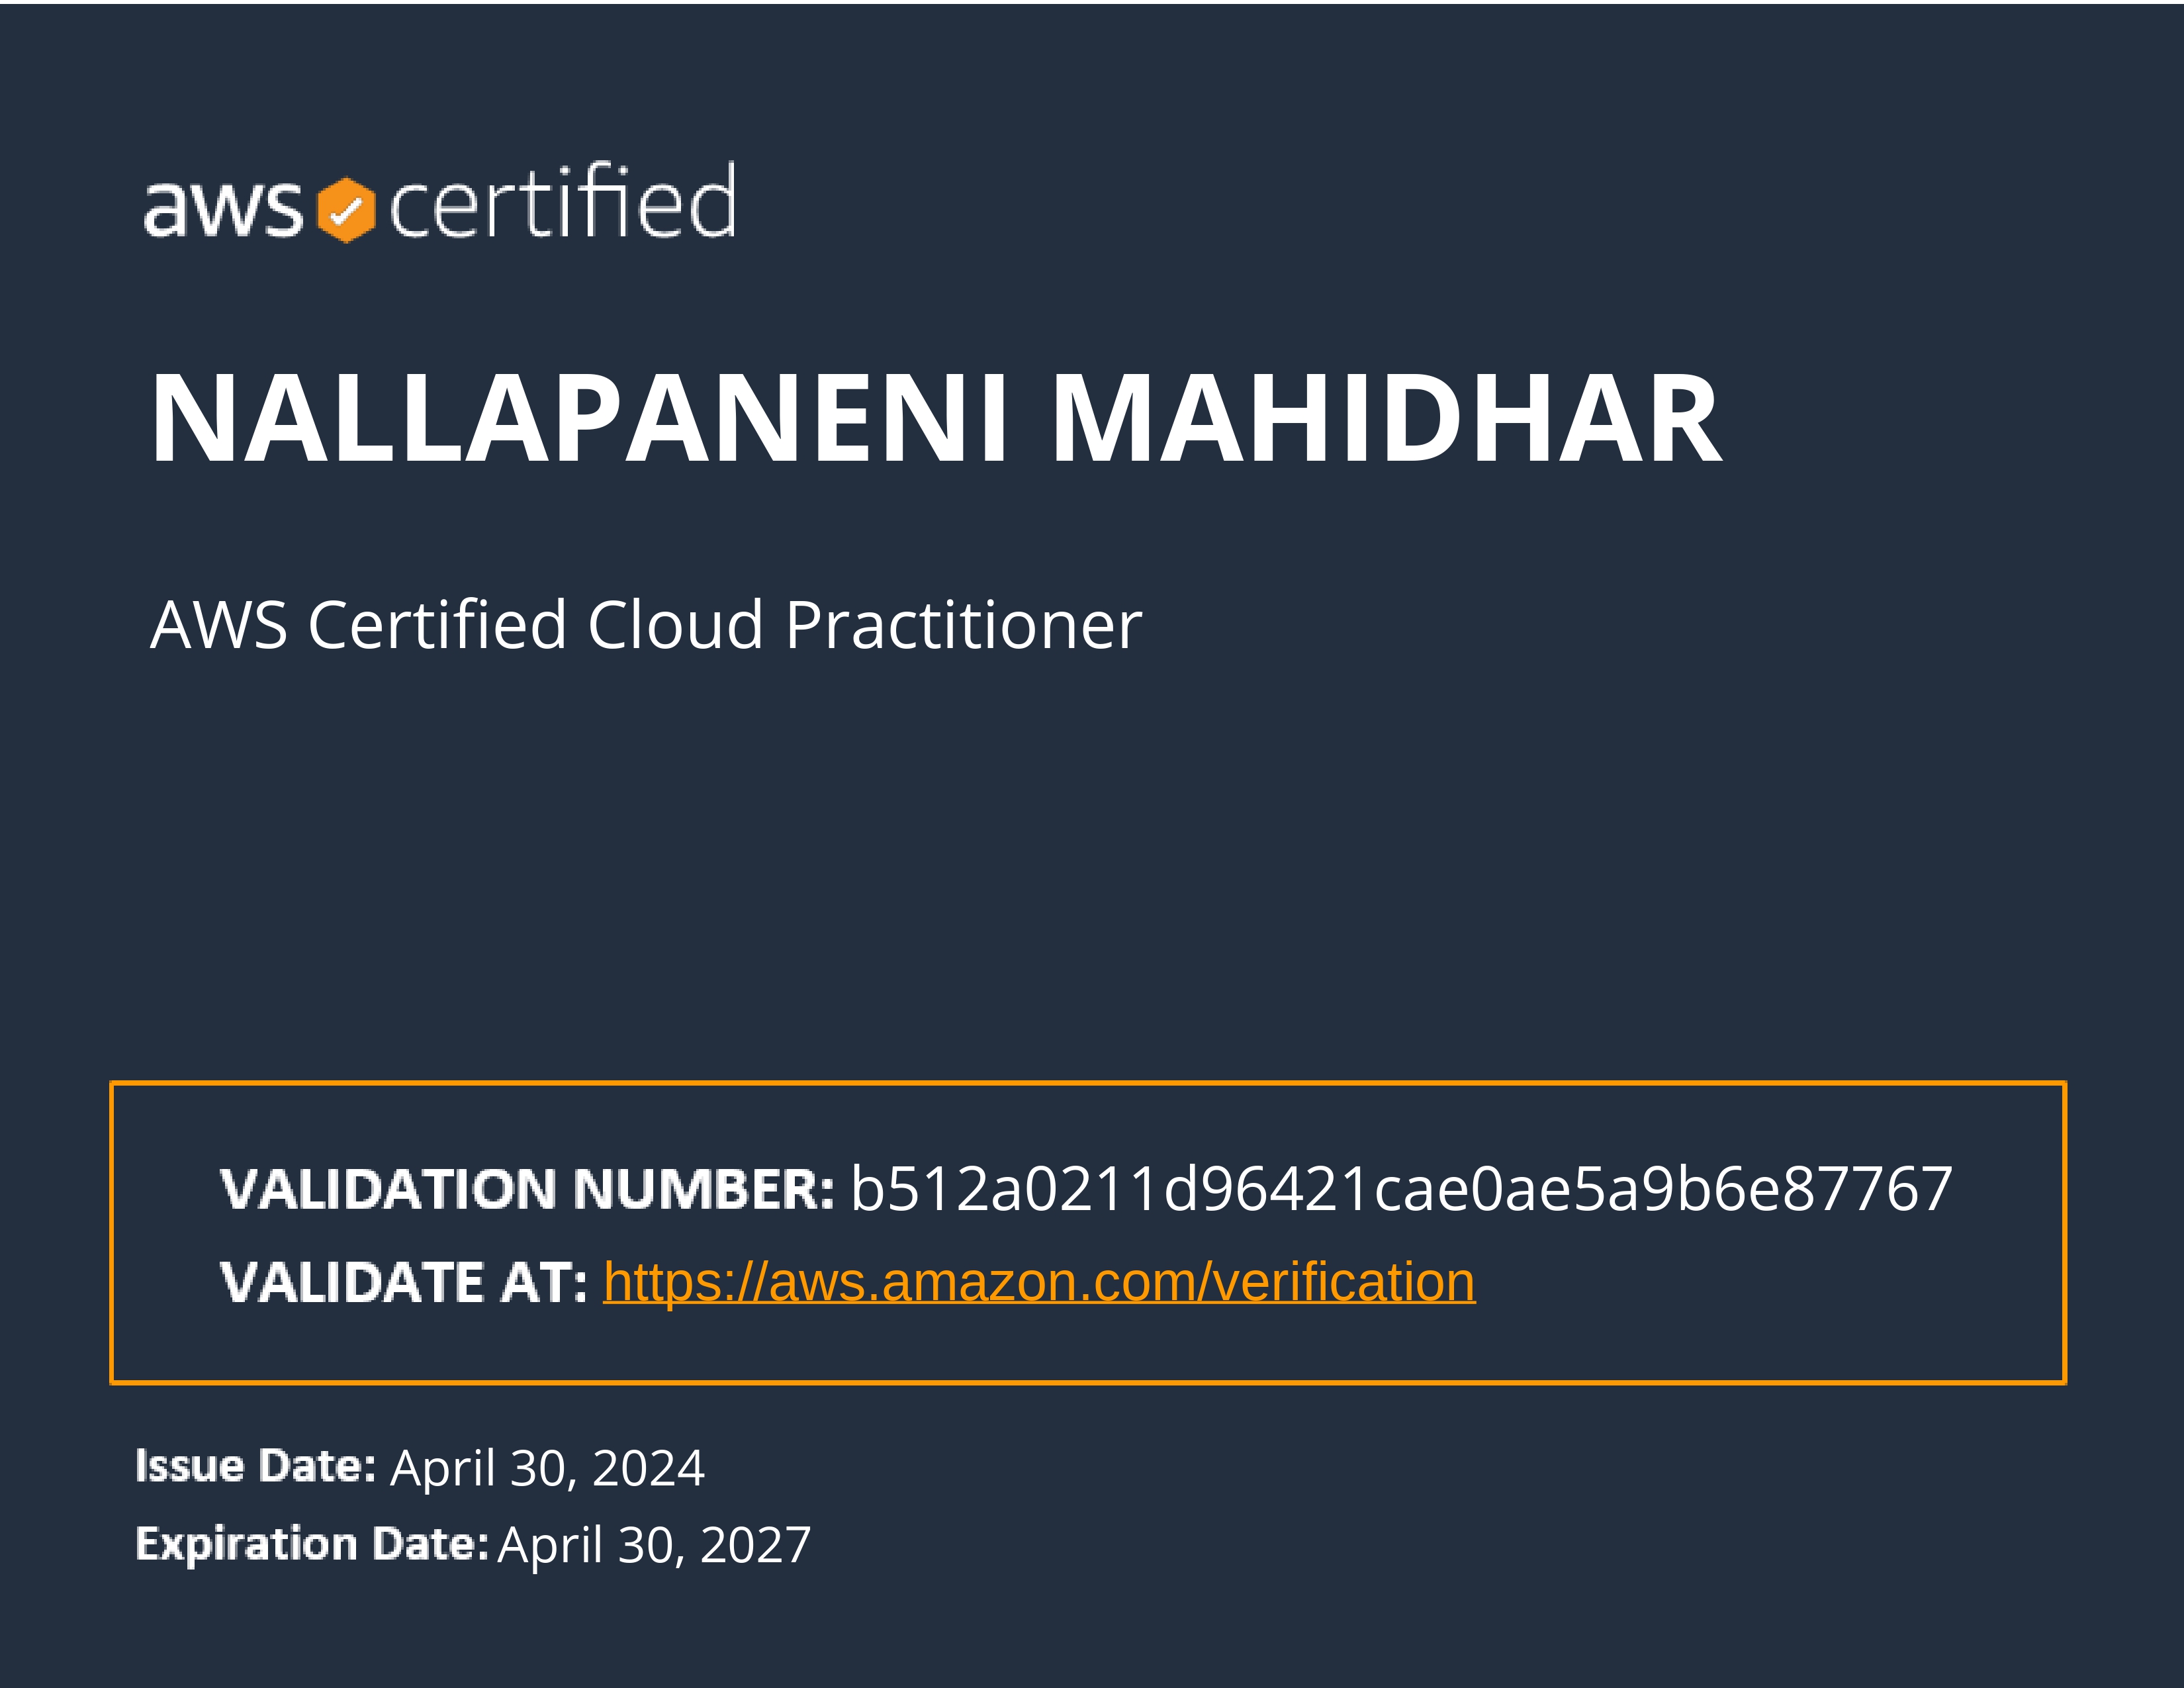 aws certified
NALLAPANENI MAHIDHAR
AWS Certified Cloud Practitioner
VALIDATION NUMBER: b512a0211d96421cae0ae5a9b6e87767
VALIDATE AT: https://aws.amazon.com/verification
Issue Date: April 30, 2024
Expiration Date: April 30, 2027